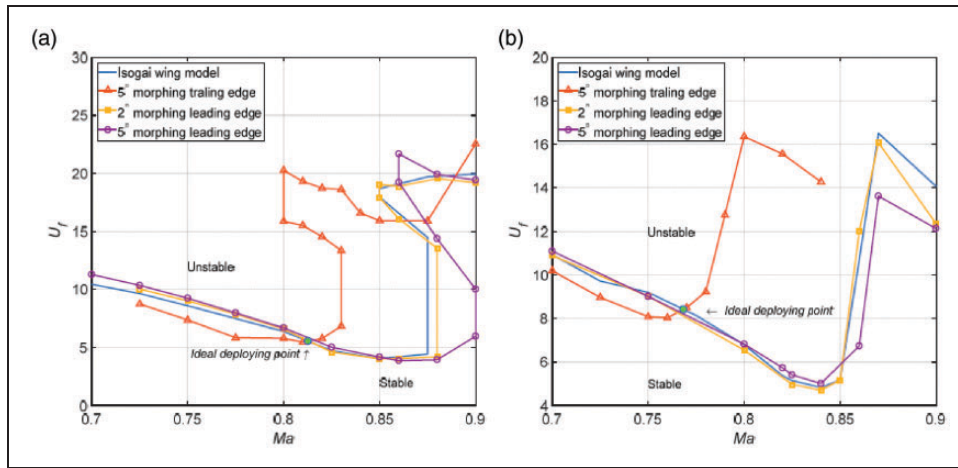 (a)
30
25
20
15
10
5
0
U_f
Isogai wing model
5° morphing traling edge
2° morphing leading edge
5° morphing leading edge
Unstable
Ideal deploying point ↑
Stable
0.7 0.75 0.8 0.85 0.9
Ma
(b)
20
18
16
14
12
10
8
6
4
U_f
Isogai wing model
5° morphing traling edge
2° morphing leading edge
5° morphing leading edge
Unstable
← Ideal deploying point
Stable
0.7 0.75 0.8 0.85 0.9
Ma